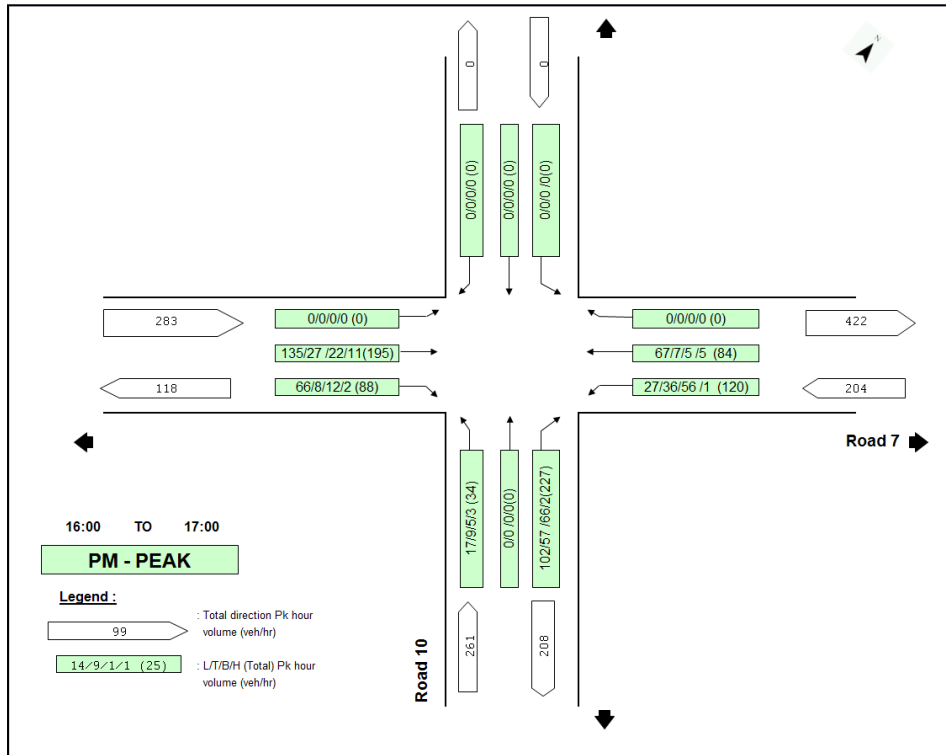 0
0
N
0/0/0/0 (0)
0/0/0/0 (0)
0/0/0 /0(0)
283
0/0/0/0 (0)
0/0/0/0 (0)
422
135/27 /22/11(195)
67/7/5 /5 (84)
118
66/8/12/2 (88)
27/36/56 /1 (120)
204
Road 7
17/9/5/3 (34)
0/0 /0/0(0)
102/57 /66/2(227)
16:00 TO 17:00
PM - PEAK
Legend :
99
: Total direction Pk hour
volume (veh/hr)
14/9/1/1 (25)
: L/T/B/H (Total) Pk hour
volume (veh/hr)
Road 10
261
208